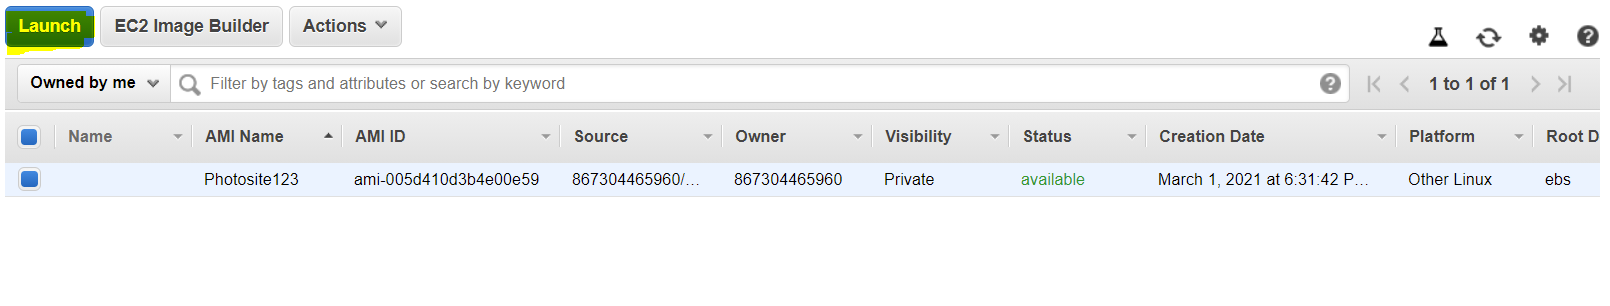 Launch EC2 Image Builder Actions
Owned by me Filter by tags and attributes or search by keyword 1 to 1 of 1
Name AMI Name AMI ID Source Owner Visibility Status Creation Date Platform Root D
Photosite123 ami-005d410d3b4e00e59 867304465960/... 867304465960 Private available March 1, 2021 at 6:31:42 P... Other Linux ebs